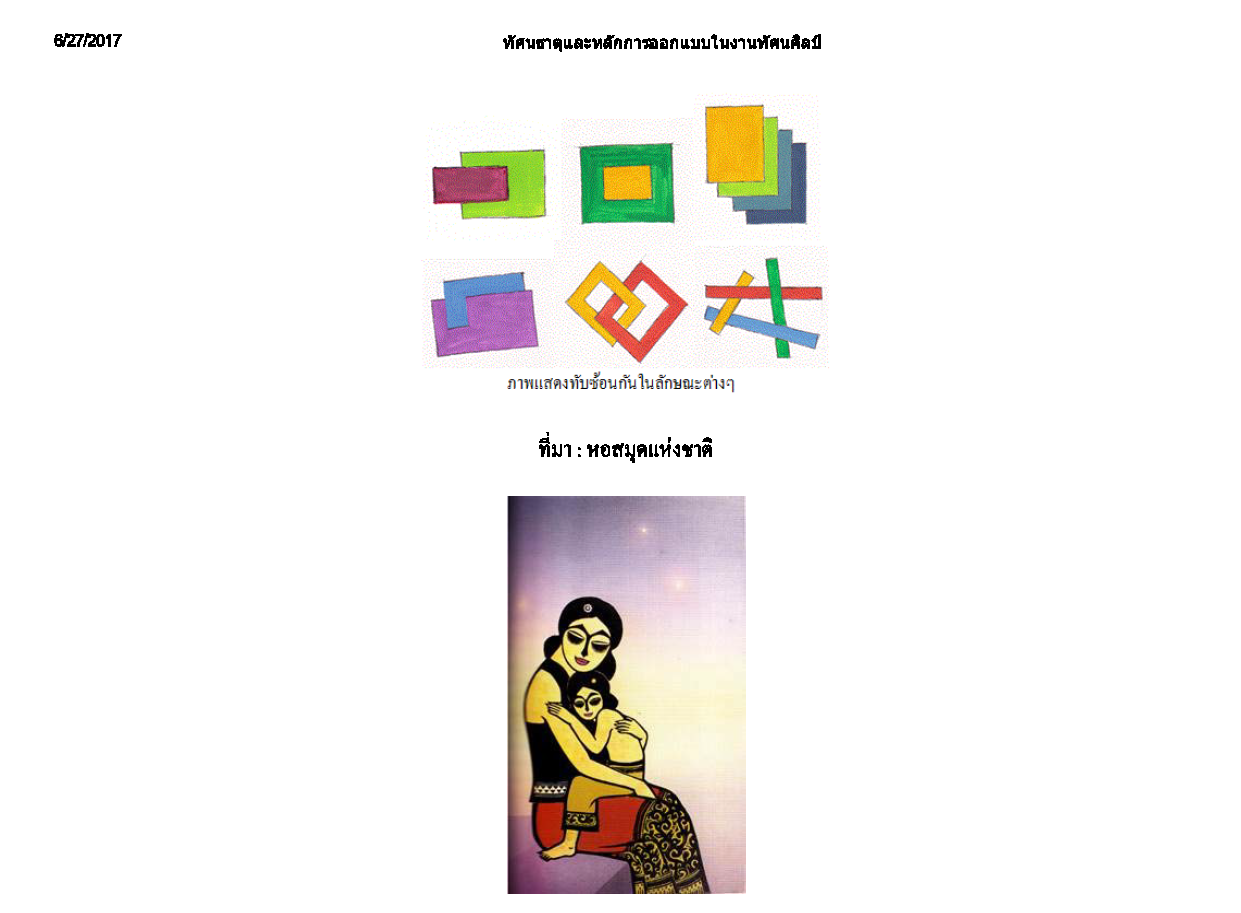 6/27/2017
ทัศนธาตุและหลักการออกแบบในงานทัศนศิลป์
ภาพแสดงทับซ้อนกันในลักษณะต่างๆ
ที่มา : หอสมุดแห่งชาติ